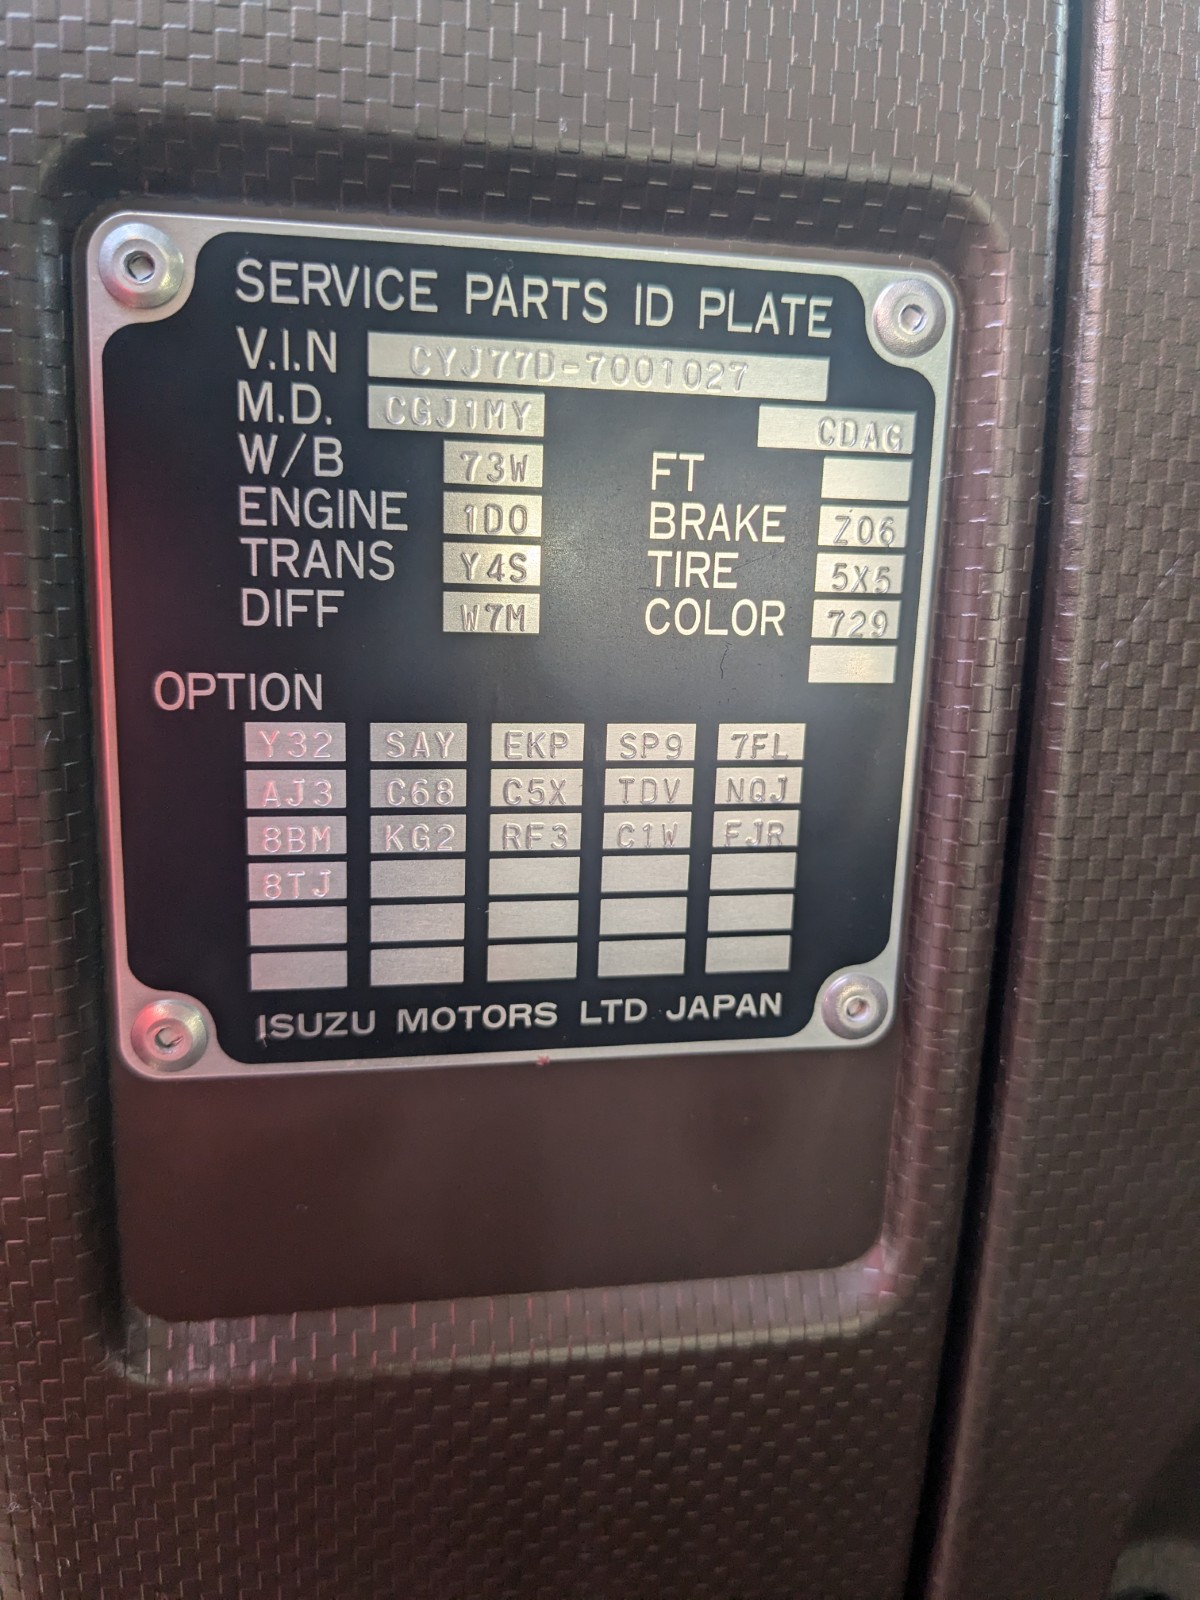 SERVICE PARTS ID PLATE
V.I.N CYJ77D-7001027
M.D. CGJ1MY CDAG
W/B 73W FT
ENGINE 1D0 BRAKE Z06
TRANS Y4S TIRE 5X5
DIFF W7M COLOR 729
OPTION
Y32 SAY EKP SP9 7FL
AJ3 C68 C5X TDV NQJ
8BM KG2 RF3 C1W FJR
8TJ
ISUZU MOTORS LTD JAPAN